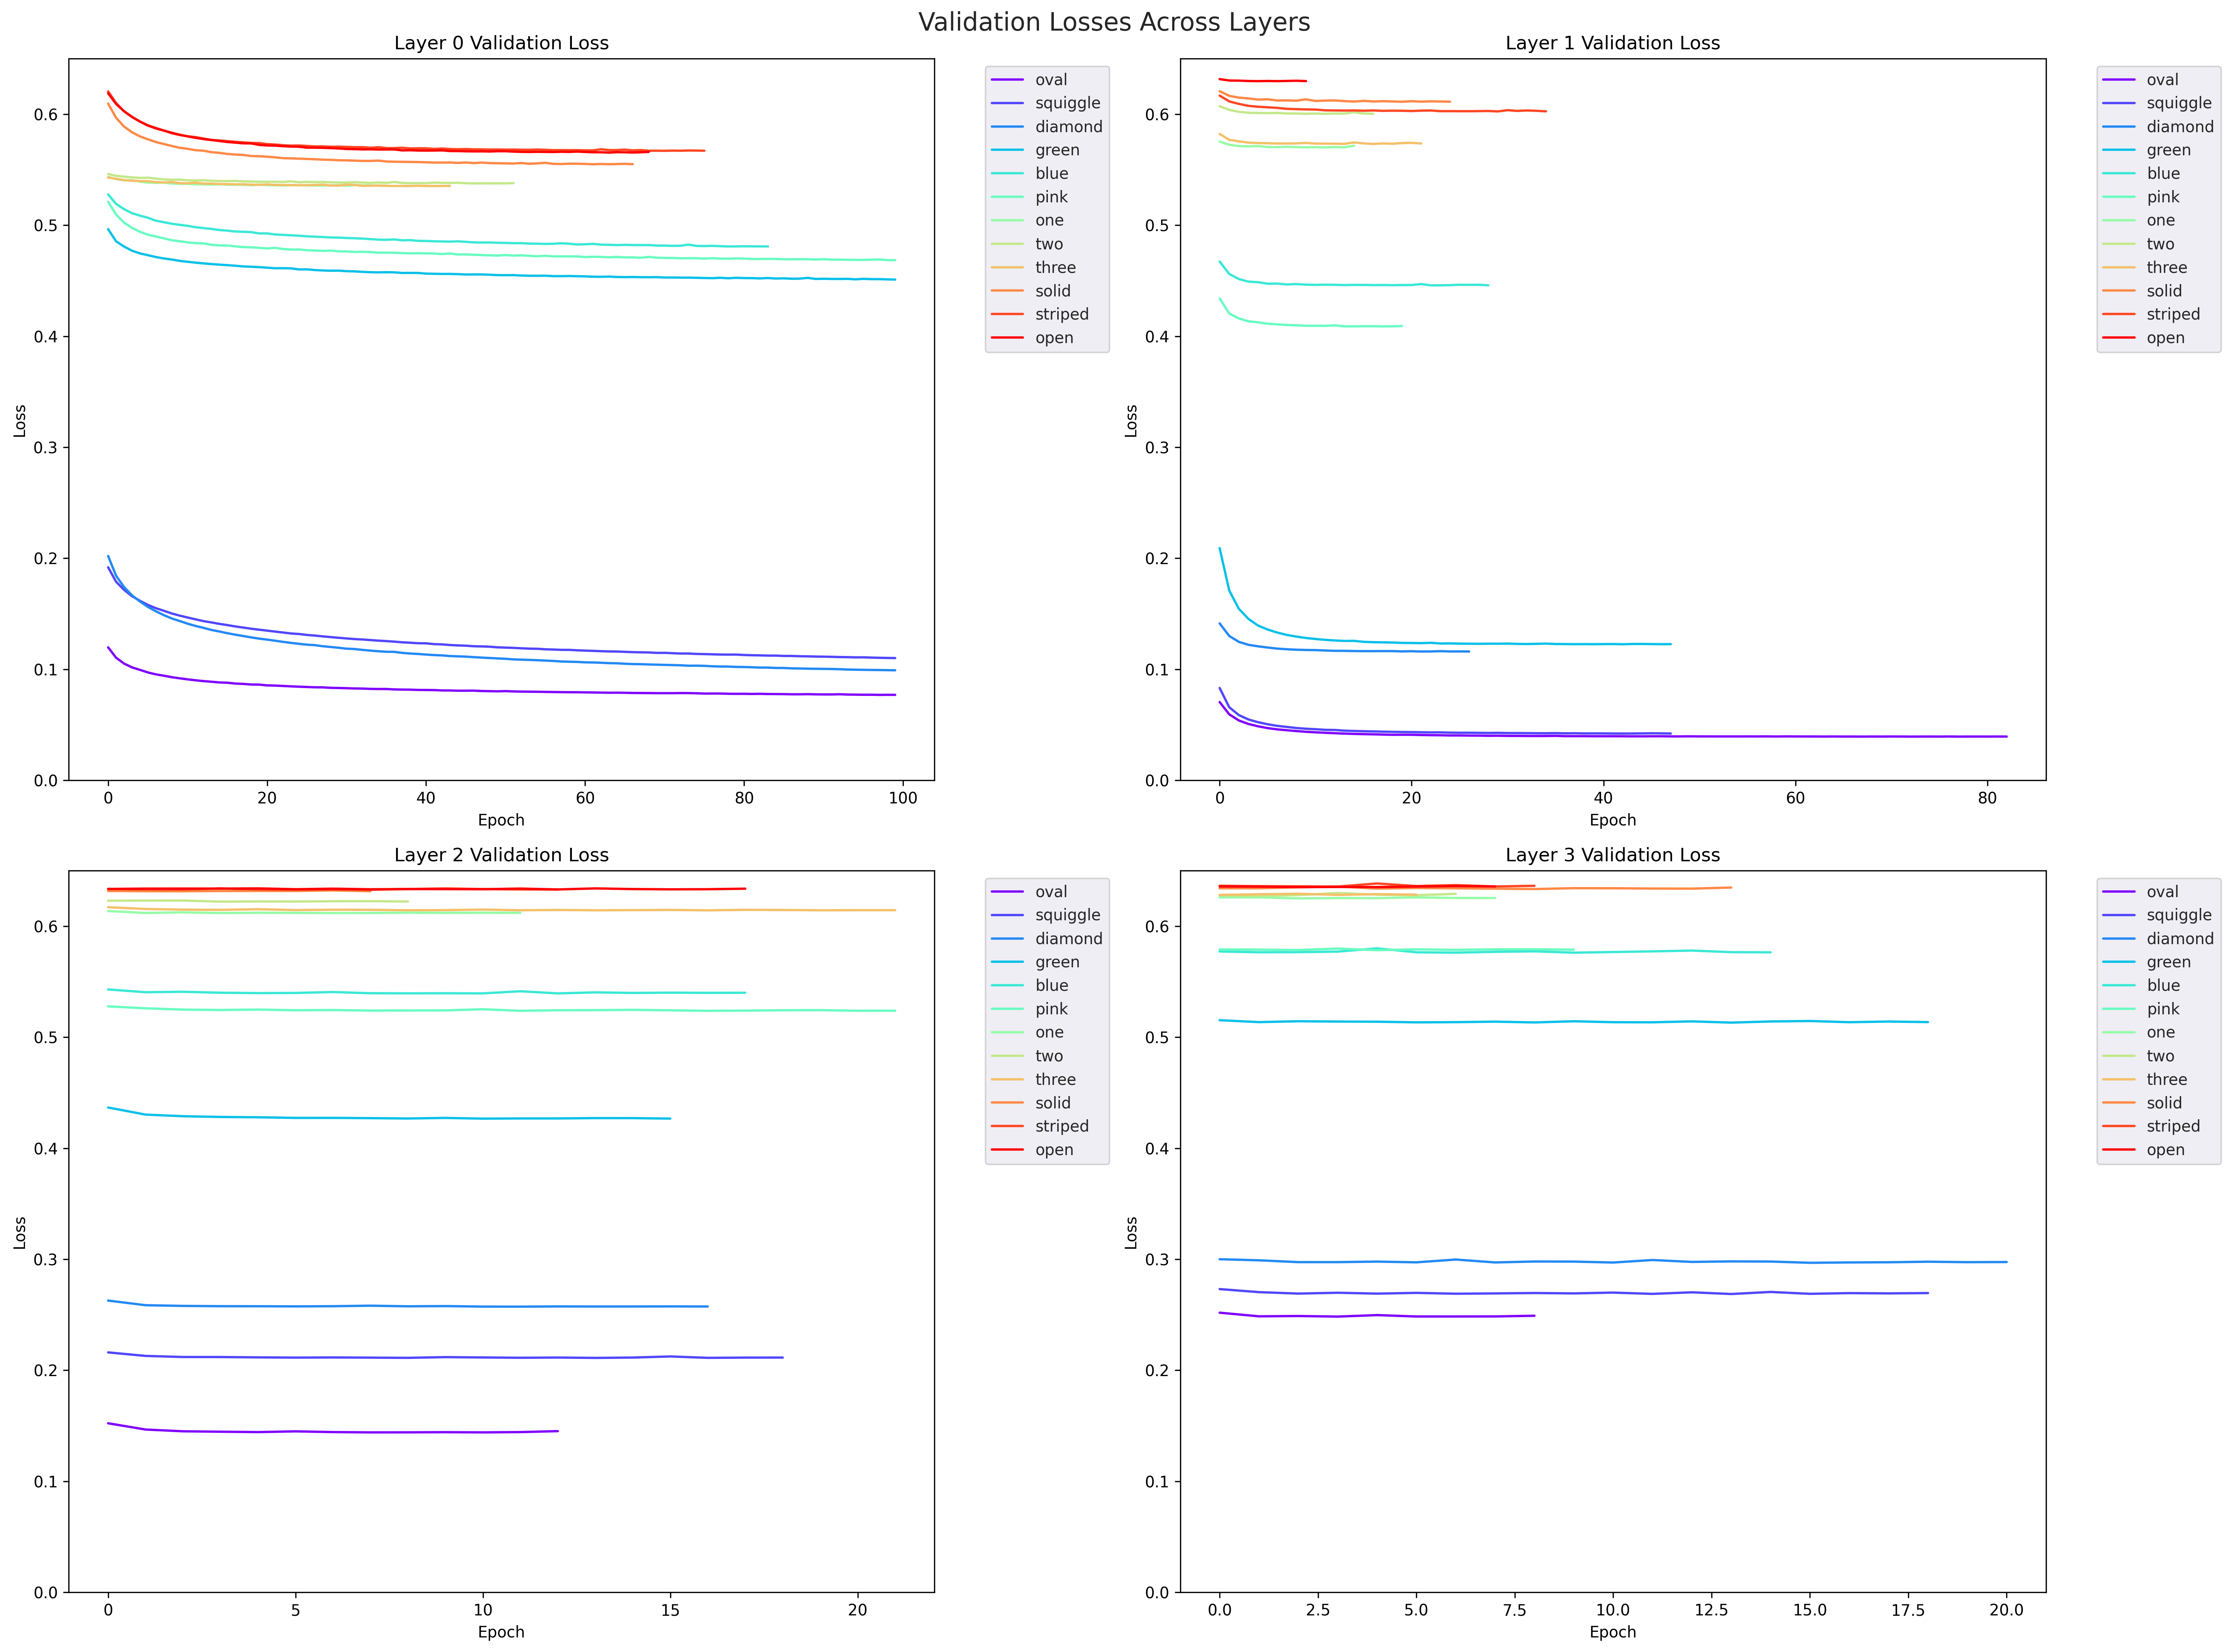 Validation Losses Across Layers
Layer 0 Validation Loss
Loss
0.6
0.5
0.4
0.3
0.2
0.1
0.0
0 20 40 60 80 100
Epoch
oval
squiggle
diamond
green
blue
pink
one
two
three
solid
striped
open
Layer 1 Validation Loss
Loss
0.6
0.5
0.4
0.3
0.2
0.1
0.0
0 20 40 60 80
Epoch
oval
squiggle
diamond
green
blue
pink
one
two
three
solid
striped
open
Layer 2 Validation Loss
Loss
0.6
0.5
0.4
0.3
0.2
0.1
0.0
0 5 10 15 20
Epoch
oval
squiggle
diamond
green
blue
pink
one
two
three
solid
striped
open
Layer 3 Validation Loss
Loss
0.6
0.5
0.4
0.3
0.2
0.1
0.0
0.0 2.5 5.0 7.5 10.0 12.5 15.0 17.5 20.0
Epoch
oval
squiggle
diamond
green
blue
pink
one
two
three
solid
striped
open